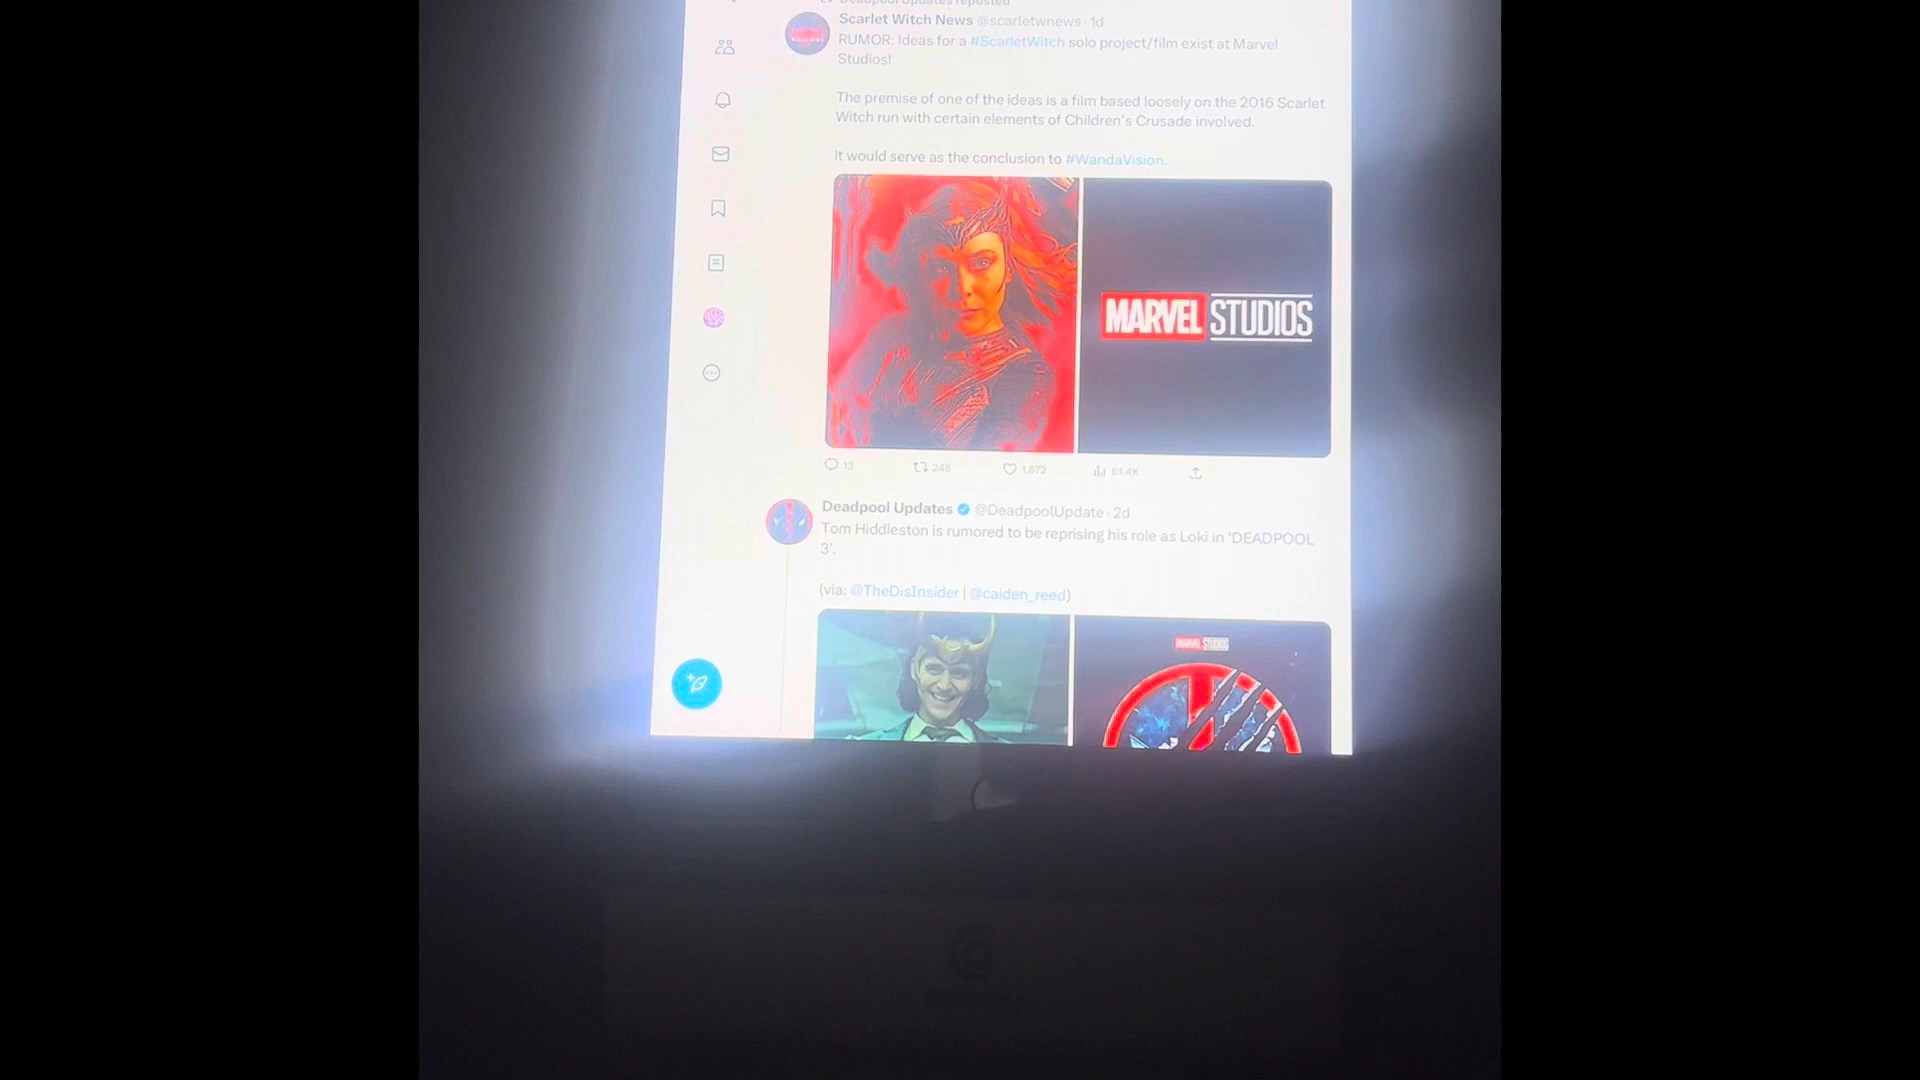 Deadpool Updates reposted
Scarlet Witch News @scarletwnews · 1d
RUMOR: Ideas for a #ScarletWitch solo project/film exist at Marvel
Studios!
The premise of one of the ideas is a film based loosely on the 2016 Scarlet
Witch run with certain elements of Children's Crusade involved.
It would serve as the conclusion to #WandaVision.
MARVEL STUDIOS
13 248 1,672 61.4K
Deadpool Updates @DeadpoolUpdate · 2d
Tom Hiddleston is rumored to be reprising his role as Loki in 'DEADPOOL
3'.
(via: @TheDisInsider | @caiden_reed)
MARVEL STUDIOS